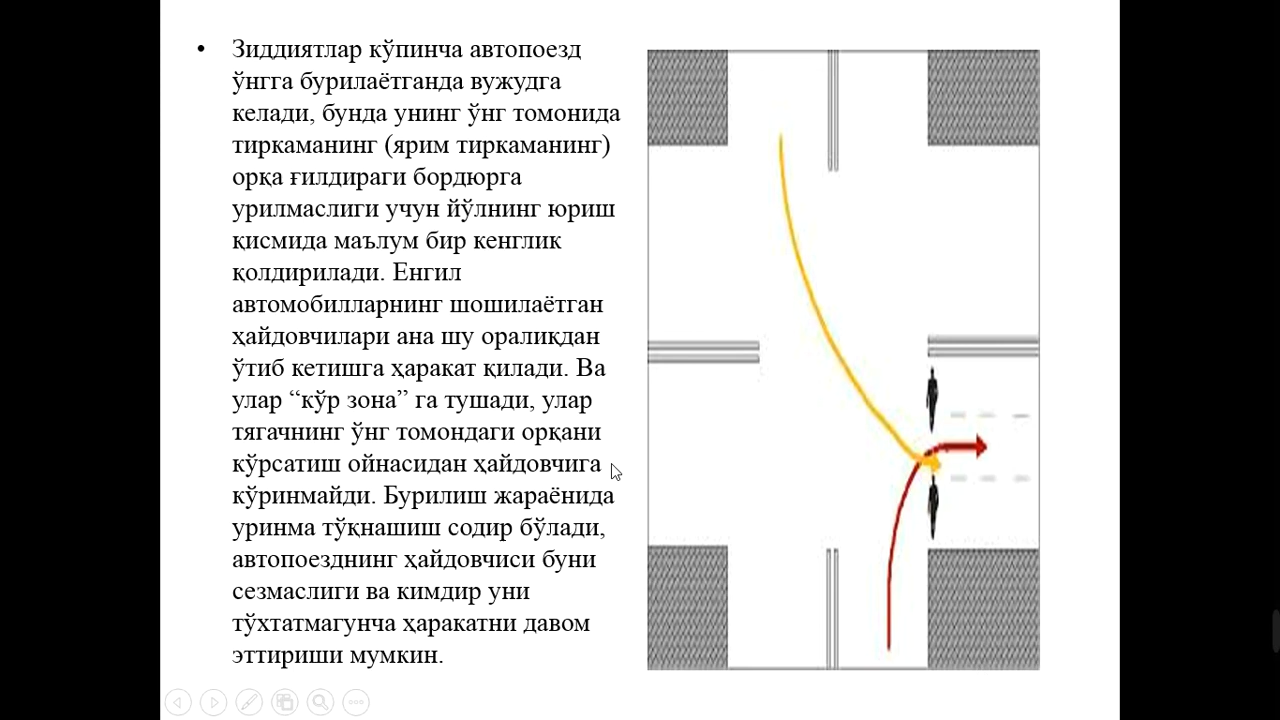 • Зиддиятлар кўпинча автопоезд
ўнгга бурилаётганда вужудга
келади, бунда унинг ўнг томонида
тиркаманинг (ярим тиркаманинг)
орқа ғилдираги бордюрга
урилмаслиги учун йўлнинг юриш
қисмида маълум бир кенглик
қолдирилади. Енгил
автомобилларнинг шошилаётган
ҳайдовчилари ана шу оралиқдан
ўтиб кетишга ҳаракат қилади. Ва
улар “кўр зона” га тушади, улар
тягачнинг ўнг томондаги орқани
кўрсатиш ойнасидан ҳайдовчига
кўринмайди. Бурилиш жараёнида
уринма тўқнашиш содир бўлади,
автопоезднинг ҳайдовчиси буни
сезмаслиги ва кимдир уни
тўхтатмагунча ҳаракатни давом
эттириши мумкин.